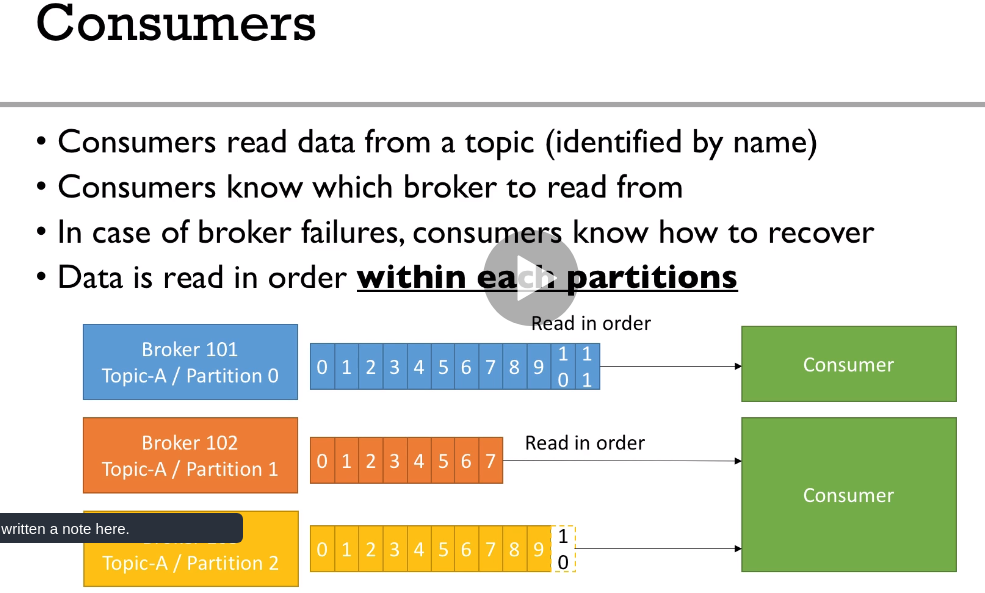 Consumers
• Consumers read data from a topic (identified by name)
• Consumers know which broker to read from
• In case of broker failures, consumers know how to recover
• Data is read in order within each partitions
Read in order
Broker 101
Topic-A / Partition 0
0 1 2 3 4 5 6 7 8 9 10 11
Consumer
Broker 102
Topic-A / Partition 1
0 1 2 3 4 5 6 7
Read in order
Consumer
written a note here.
Topic-A / Partition 2
0 1 2 3 4 5 6 7 8 9 10